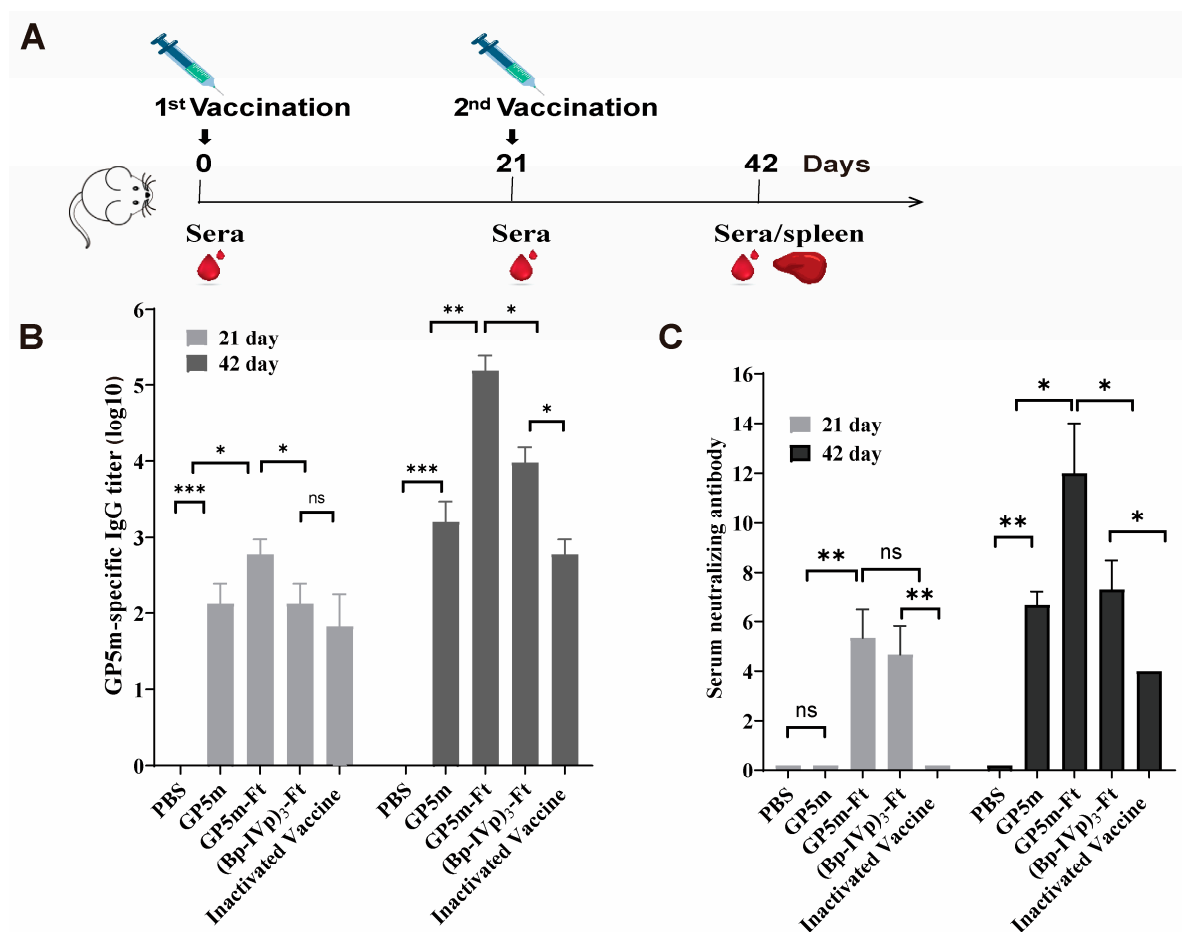 A
1st Vaccination
2nd Vaccination
0
21
42 Days
Sera
Sera
Sera/spleen
B
GP5m-specific IgG titer (log10)
6
5
4
3
2
1
0
21 day
42 day
***
*
*
ns
***
**
*
*
PBS
GP5m
GP5m-Ft
(Bp-IVp)3-Ft
Inactivated Vaccine
PBS
GP5m
GP5m-Ft
(Bp-IVp)3-Ft
Inactivated Vaccine
C
Serum neutralizing antibody
16
14
12
10
8
6
4
2
0
21 day
42 day
ns
**
ns
**
**
*
*
*
PBS
GP5m
GP5m-Ft
(Bp-IVp)3-Ft
Inactivated Vaccine
PBS
GP5m
GP5m-Ft
(Bp-IVp)3-Ft
Inactivated Vaccine